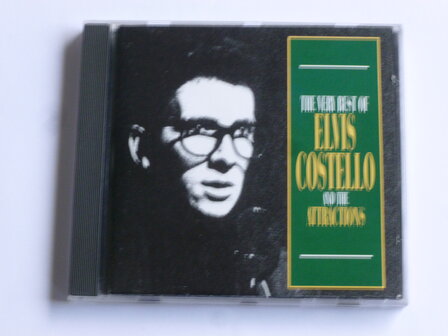 THE VERY BEST OF
ELVIS
COSTELLO
AND THE
ATTRACTIONS